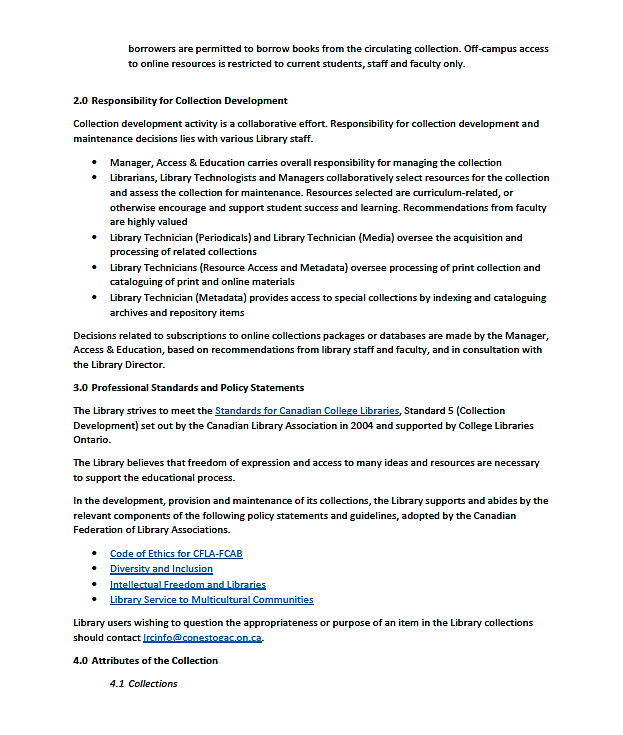 borrowers are permitted to borrow books from the circulating collection. Off-campus access
to online resources is restricted to current students, staff and faculty only.
2.0 Responsibility for Collection Development
Collection development activity is a collaborative effort. Responsibility for collection development and
maintenance decisions lies with various Library staff.
• Manager, Access & Education carries overall responsibility for managing the collection
• Librarians, Library Technologists and Managers collaboratively select resources for the collection
and assess the collection for maintenance. Resources selected are curriculum-related, or
otherwise encourage and support student success and learning. Recommendations from faculty
are highly valued
• Library Technician (Periodicals) and Library Technician (Media) oversee the acquisition and
processing of related collections
• Library Technicians (Resource Access and Metadata) oversee processing of print collection and
cataloguing of print and online materials
• Library Technician (Metadata) provides access to special collections by indexing and cataloguing
archives and repository items
Decisions related to subscriptions to online collections packages or databases are made by the Manager,
Access & Education, based on recommendations from library staff and faculty, and in consultation with
the Library Director.
3.0 Professional Standards and Policy Statements
The Library strives to meet the Standards for Canadian College Libraries, Standard 5 (Collection
Development) set out by the Canadian Library Association in 2004 and supported by College Libraries
Ontario.
The Library believes that freedom of expression and access to many ideas and resources are necessary
to support the educational process.
In the development, provision and maintenance of its collections, the Library supports and abides by the
relevant components of the following policy statements and guidelines, adopted by the Canadian
Federation of Library Associations.
• Code of Ethics for CFLA-FCAB
• Diversity and Inclusion
• Intellectual Freedom and Libraries
• Library Service to Multicultural Communities
Library users wishing to question the appropriateness or purpose of an item in the Library collections
should contact lrcinfo@conestogac.on.ca.
4.0 Attributes of the Collection
4.1 Collections